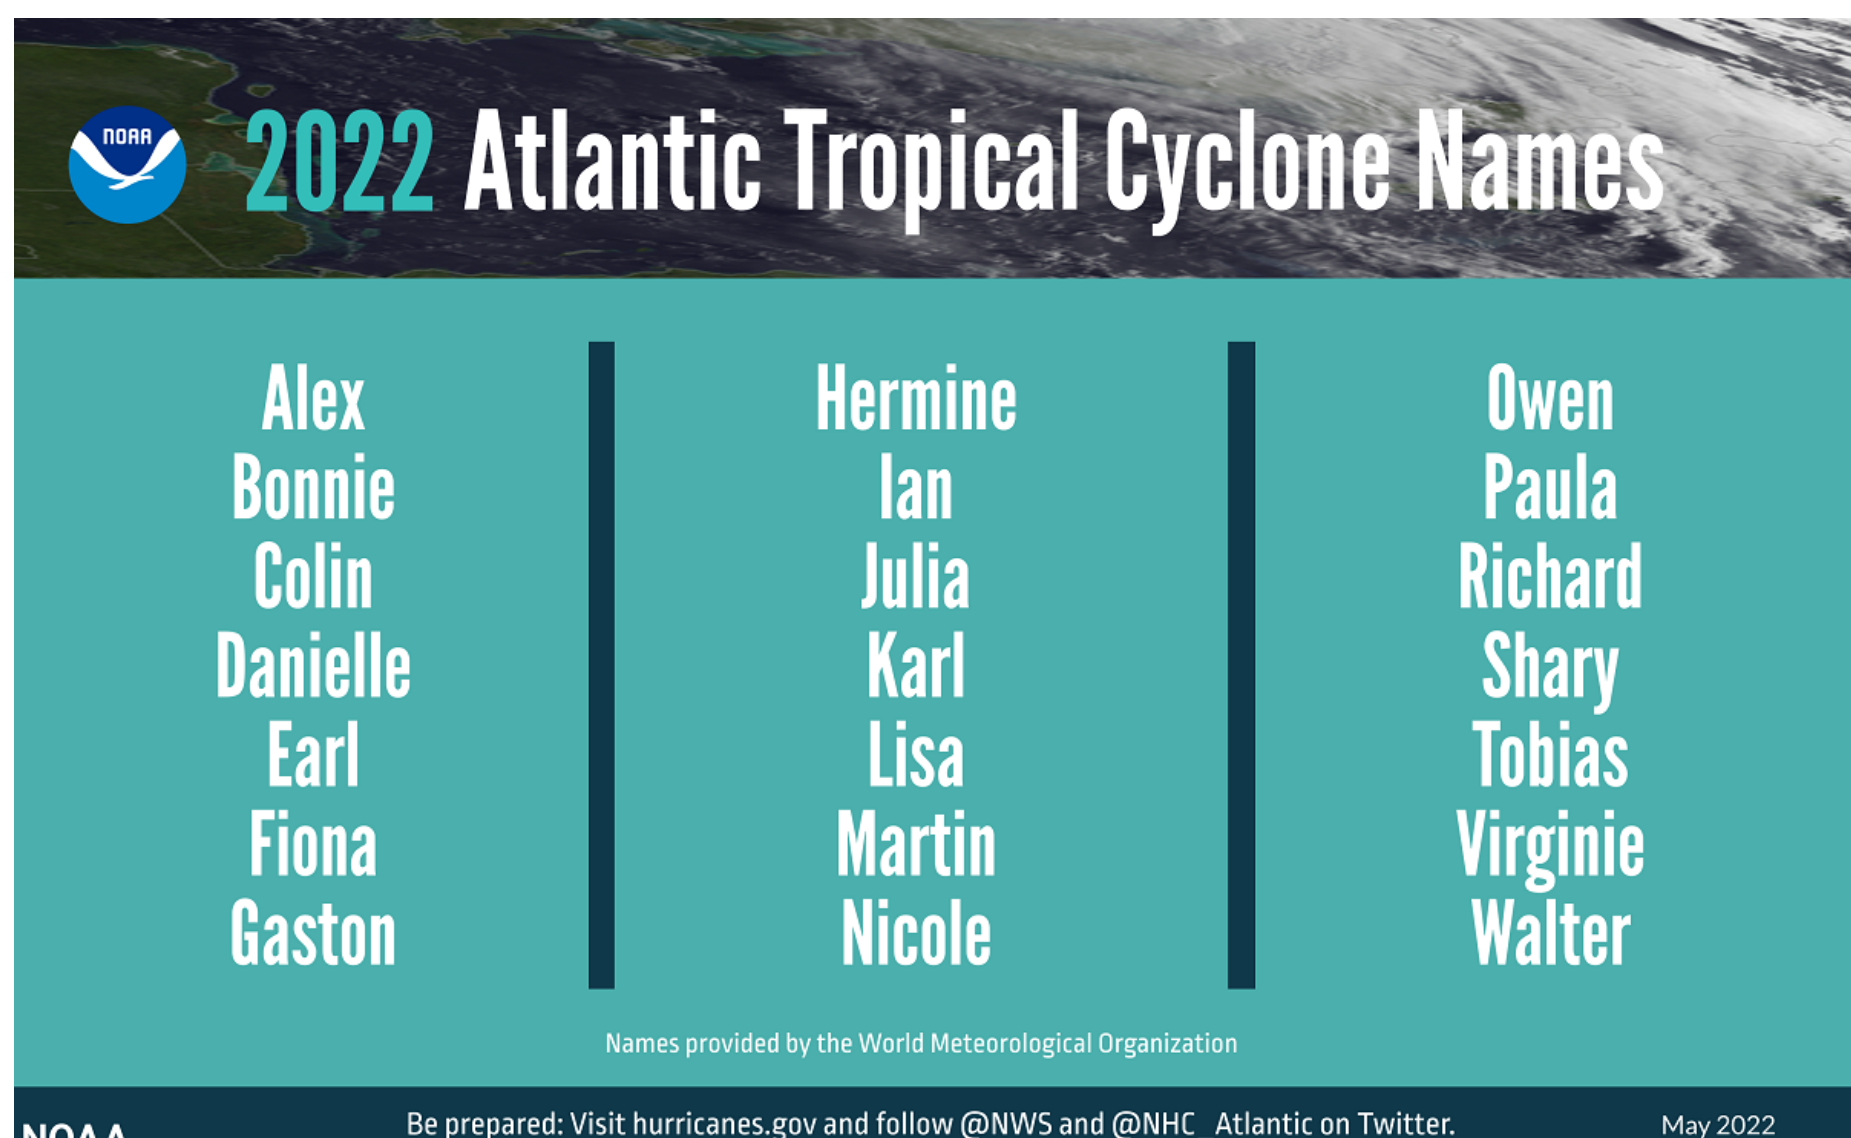 NOAA
2022 Atlantic Tropical Cyclone Names
Alex
Bonnie
Colin
Danielle
Earl
Fiona
Gaston
Hermine
Ian
Julia
Karl
Lisa
Martin
Nicole
Owen
Paula
Richard
Shary
Tobias
Virginie
Walter
Names provided by the World Meteorological Organization
NOAA
Be prepared: Visit hurricanes.gov and follow @NWS and @NHC_Atlantic on Twitter.
May 2022